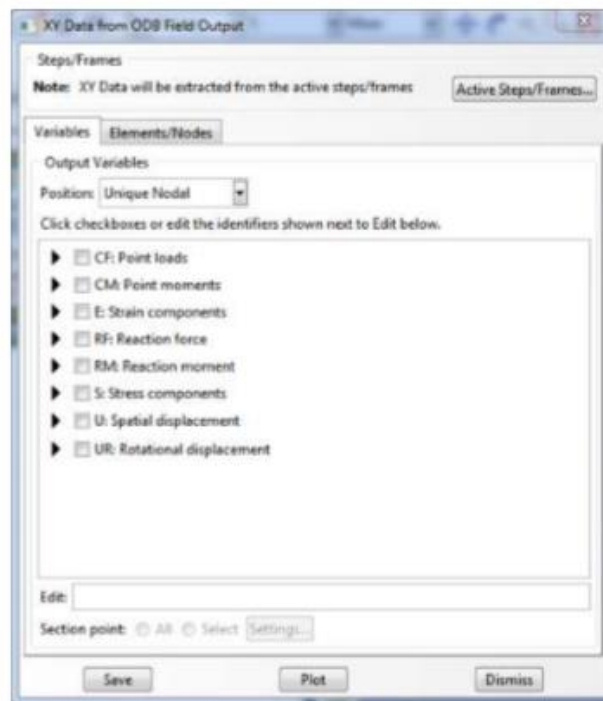 XY Data from ODB Field Output
Steps/Frames
Note: XY Data will be extracted from the active steps/frames
Active Steps/Frames...
Variables Elements/Nodes
Output Variables
Position: Unique Nodal
Click checkboxes or edit the identifiers shown next to Edit below.
CF: Point loads
CM: Point moments
E: Strain components
RF: Reaction force
RM: Reaction moment
S: Stress components
U: Spatial displacement
UR: Rotational displacement
Edit:
Section point: All Select Settings...
Save Plot Dismiss